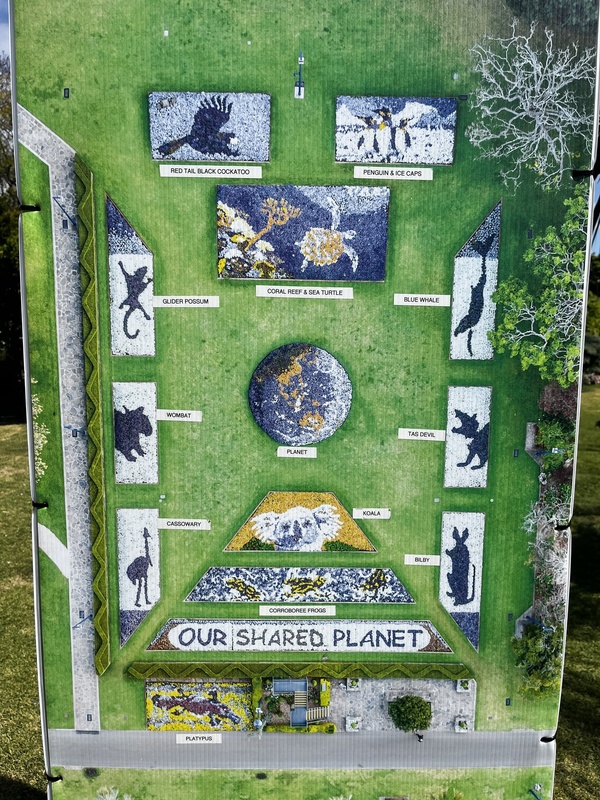 RED TAIL BLACK COCKATOO
PENGUIN & ICE CAPS
CORAL REEF & SEA TURTLE
GLIDER POSSUM
BLUE WHALE
WOMBAT
TAS DEVIL
PLANET
CASSOWARY
KOALA
BILBY
CORROBOREE FROGS
OUR SHARED PLANET
PLATYPUS